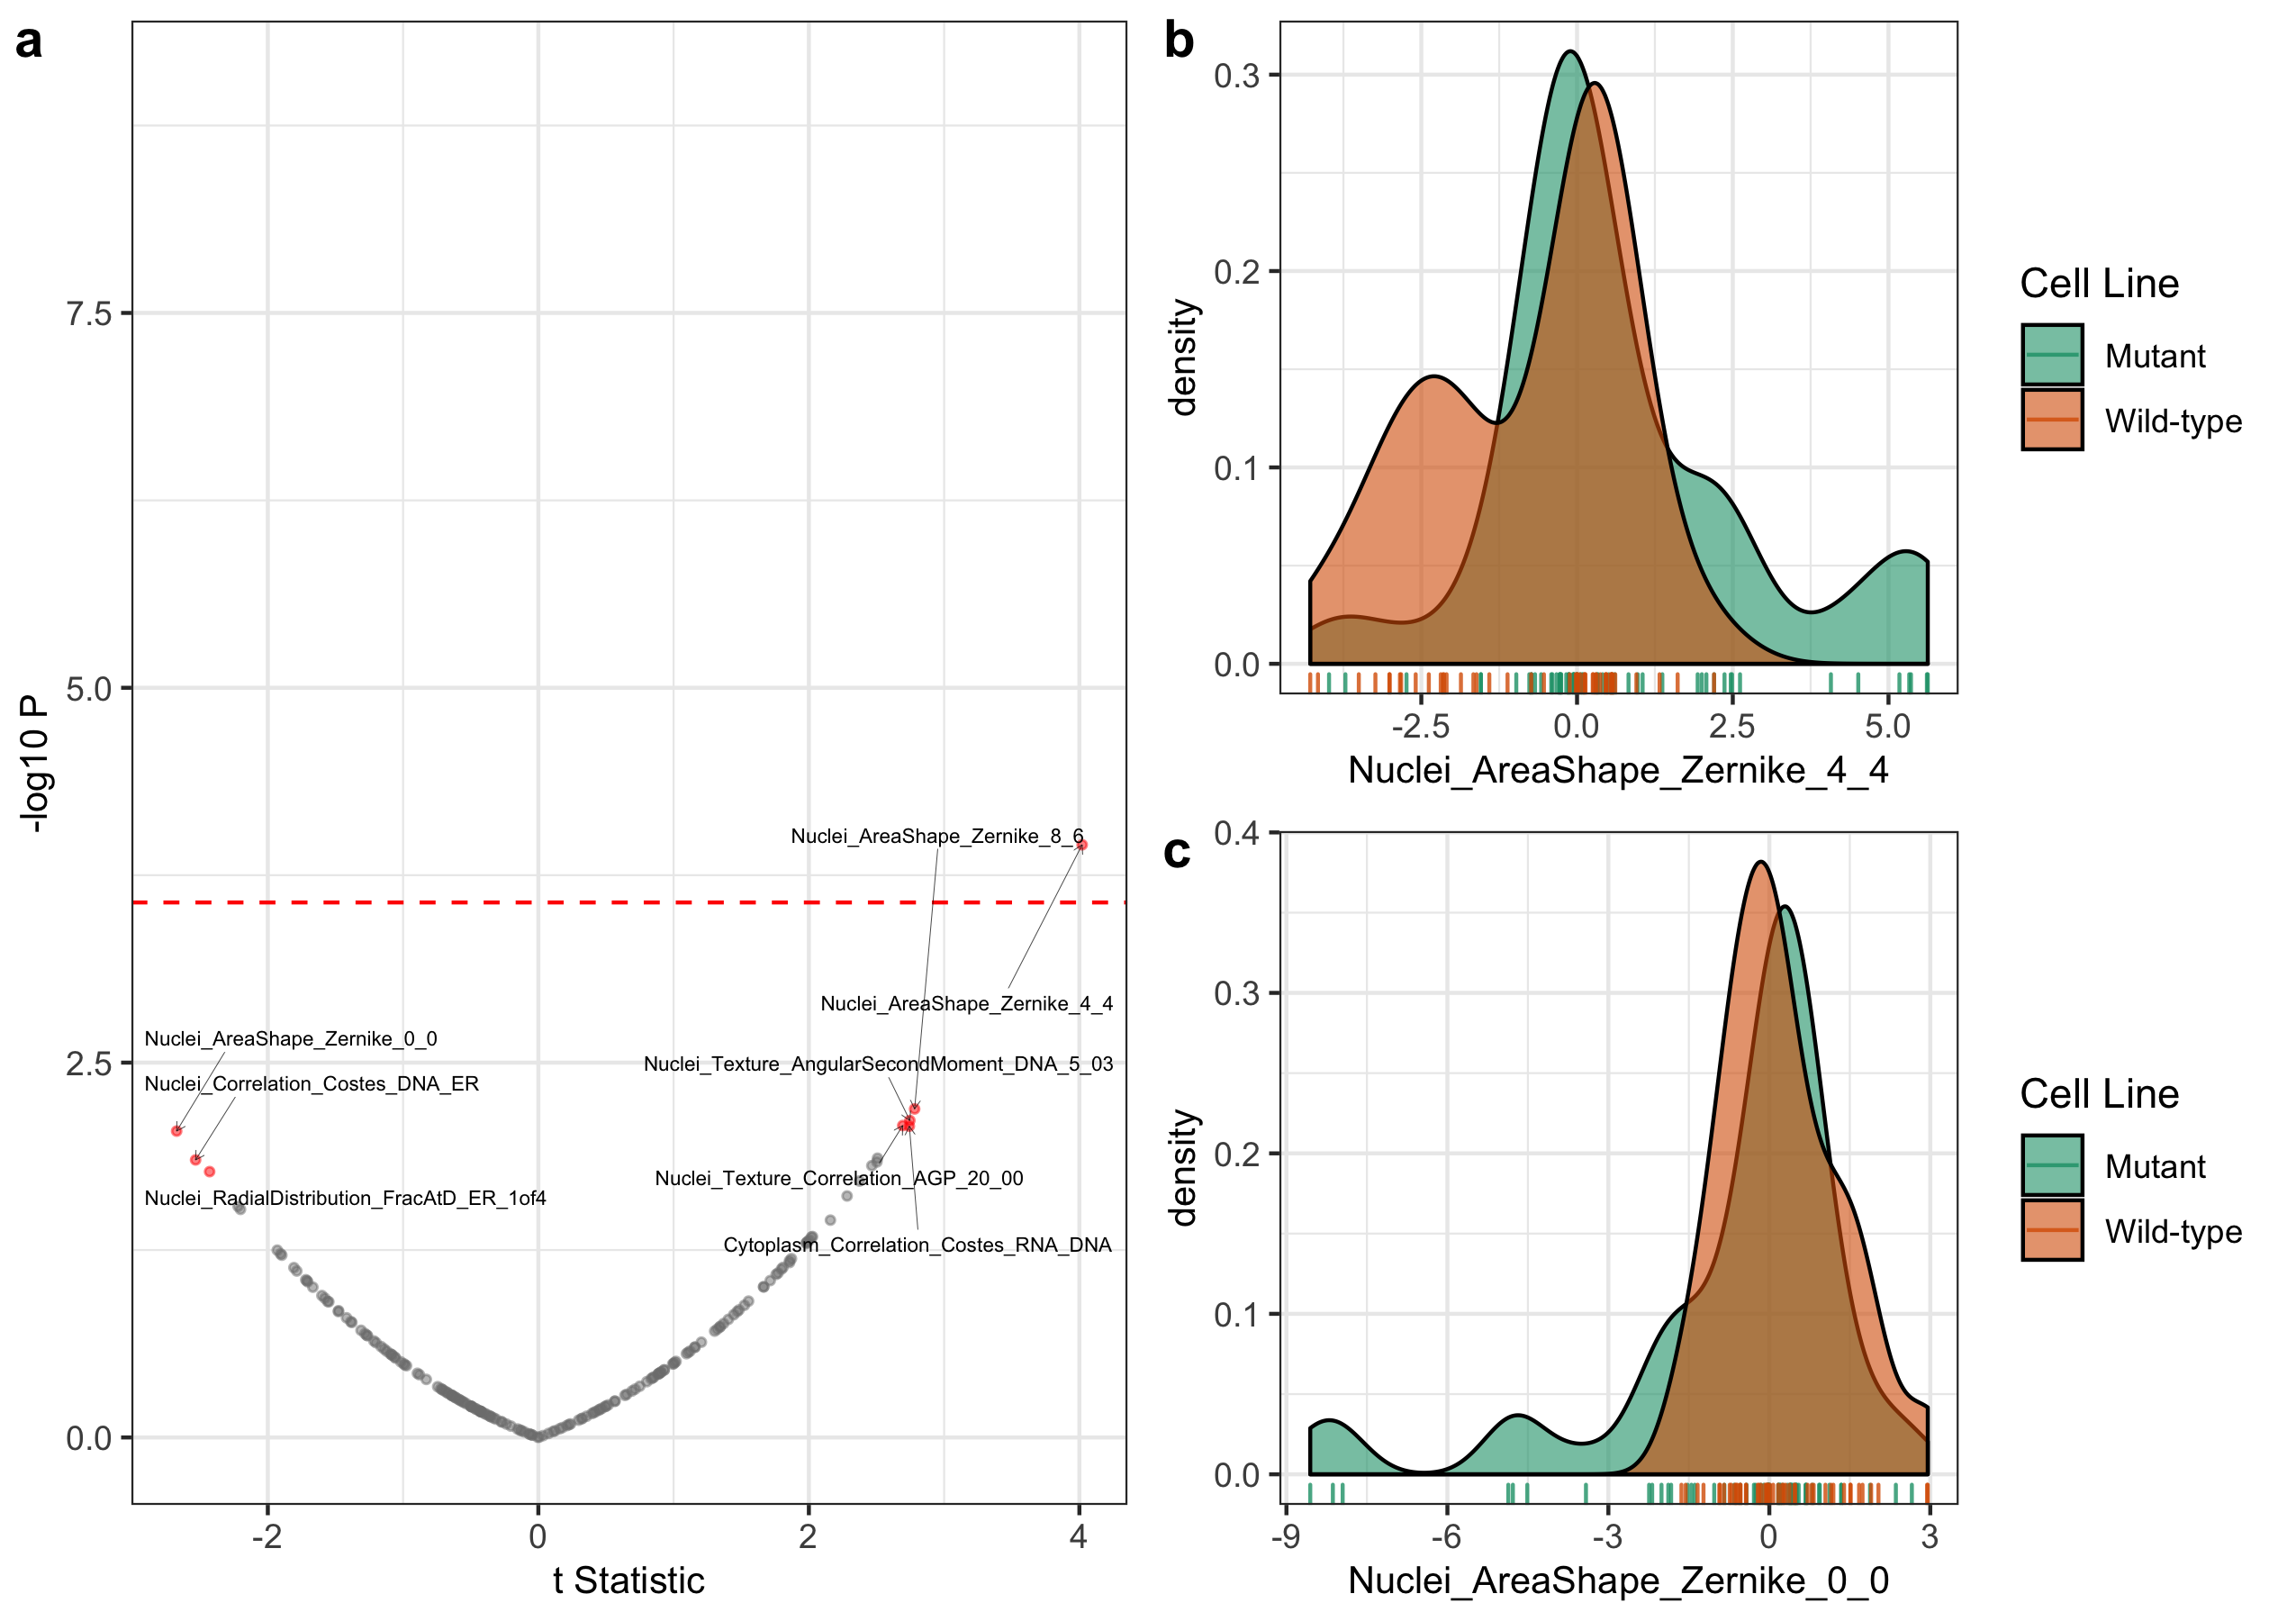 a
7.5
5.0
2.5
0.0
-log10 P
Nuclei_AreaShape_Zernike_8_6
Nuclei_AreaShape_Zernike_4_4
Nuclei_AreaShape_Zernike_0_0
Nuclei_Texture_AngularSecondMoment_DNA_5_03
Nuclei_Correlation_Costes_DNA_ER
Nuclei_Texture_Correlation_AGP_20_00
Nuclei_RadialDistribution_FracAtD_ER_1of4
Cytoplasm_Correlation_Costes_RNA_DNA
-2 0 2 4
t Statistic
b
0.3
0.2
0.1
0.0
density
-2.5 0.0 2.5 5.0
Nuclei_AreaShape_Zernike_4_4
Cell Line
Mutant
Wild-type
c
0.4
0.3
0.2
0.1
0.0
density
-9 -6 -3 0 3
Nuclei_AreaShape_Zernike_0_0
Cell Line
Mutant
Wild-type